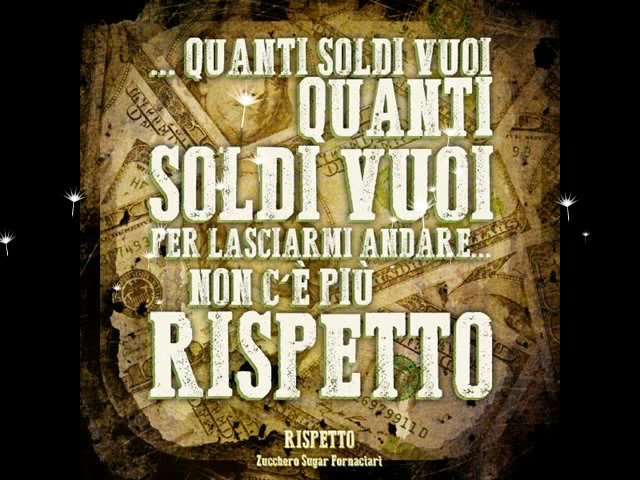 ... QUANTI SOLDI VUOI
QUANTI
SOLDI VUOI
PER LASCIARMI ANDARE...
NON C'È PIÙ
RISPETTO
RISPETTO
Zucchero Sugar Fornaciari